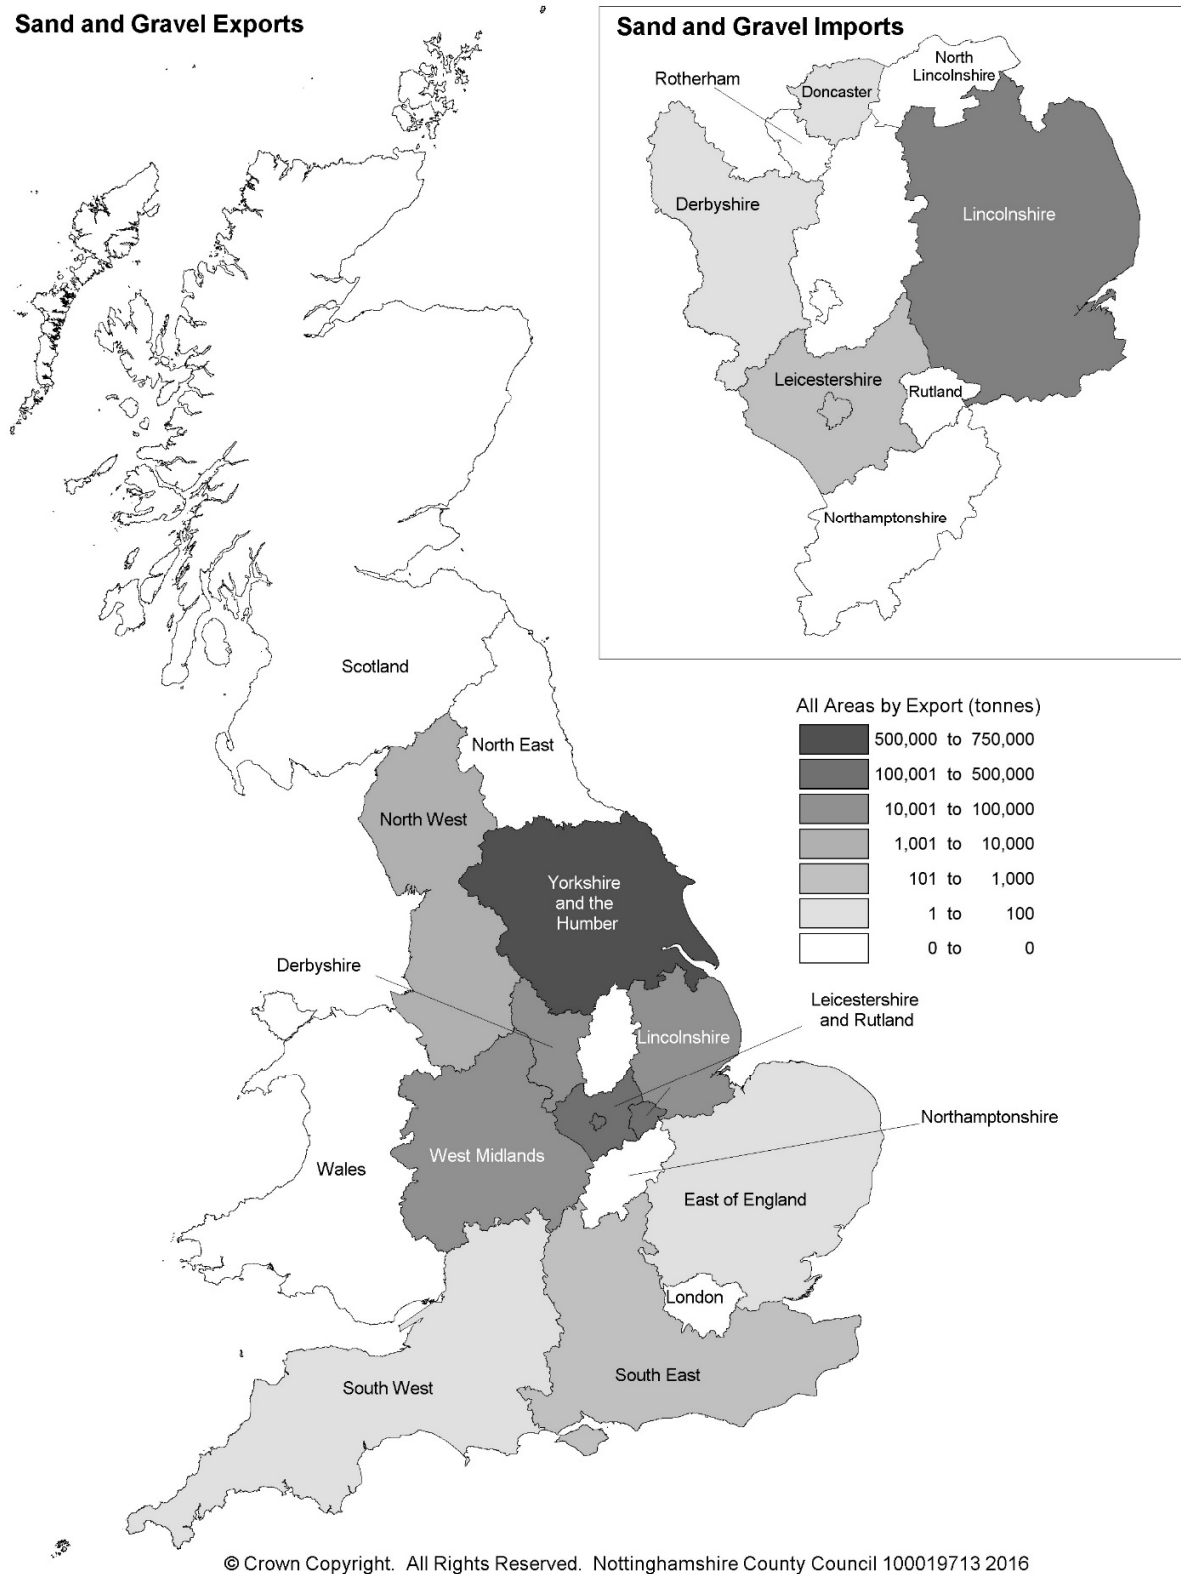 Sand and Gravel Exports
Sand and Gravel Imports
North
Lincolnshire
Rotherham
Doncaster
Derbyshire
Lincolnshire
Leicestershire
Rutland
Northamptonshire
Scotland
North East
North West
Yorkshire
and the
Humber
Derbyshire
Leicestershire
and Rutland
Lincolnshire
Northamptonshire
West Midlands
Wales
East of England
London
South East
South West
All Areas by Export (tonnes)
500,000 to 750,000
100,001 to 500,000
10,001 to 100,000
1,001 to 10,000
101 to 1,000
1 to 100
0 to 0
© Crown Copyright. All Rights Reserved. Nottinghamshire County Council 100019713 2016